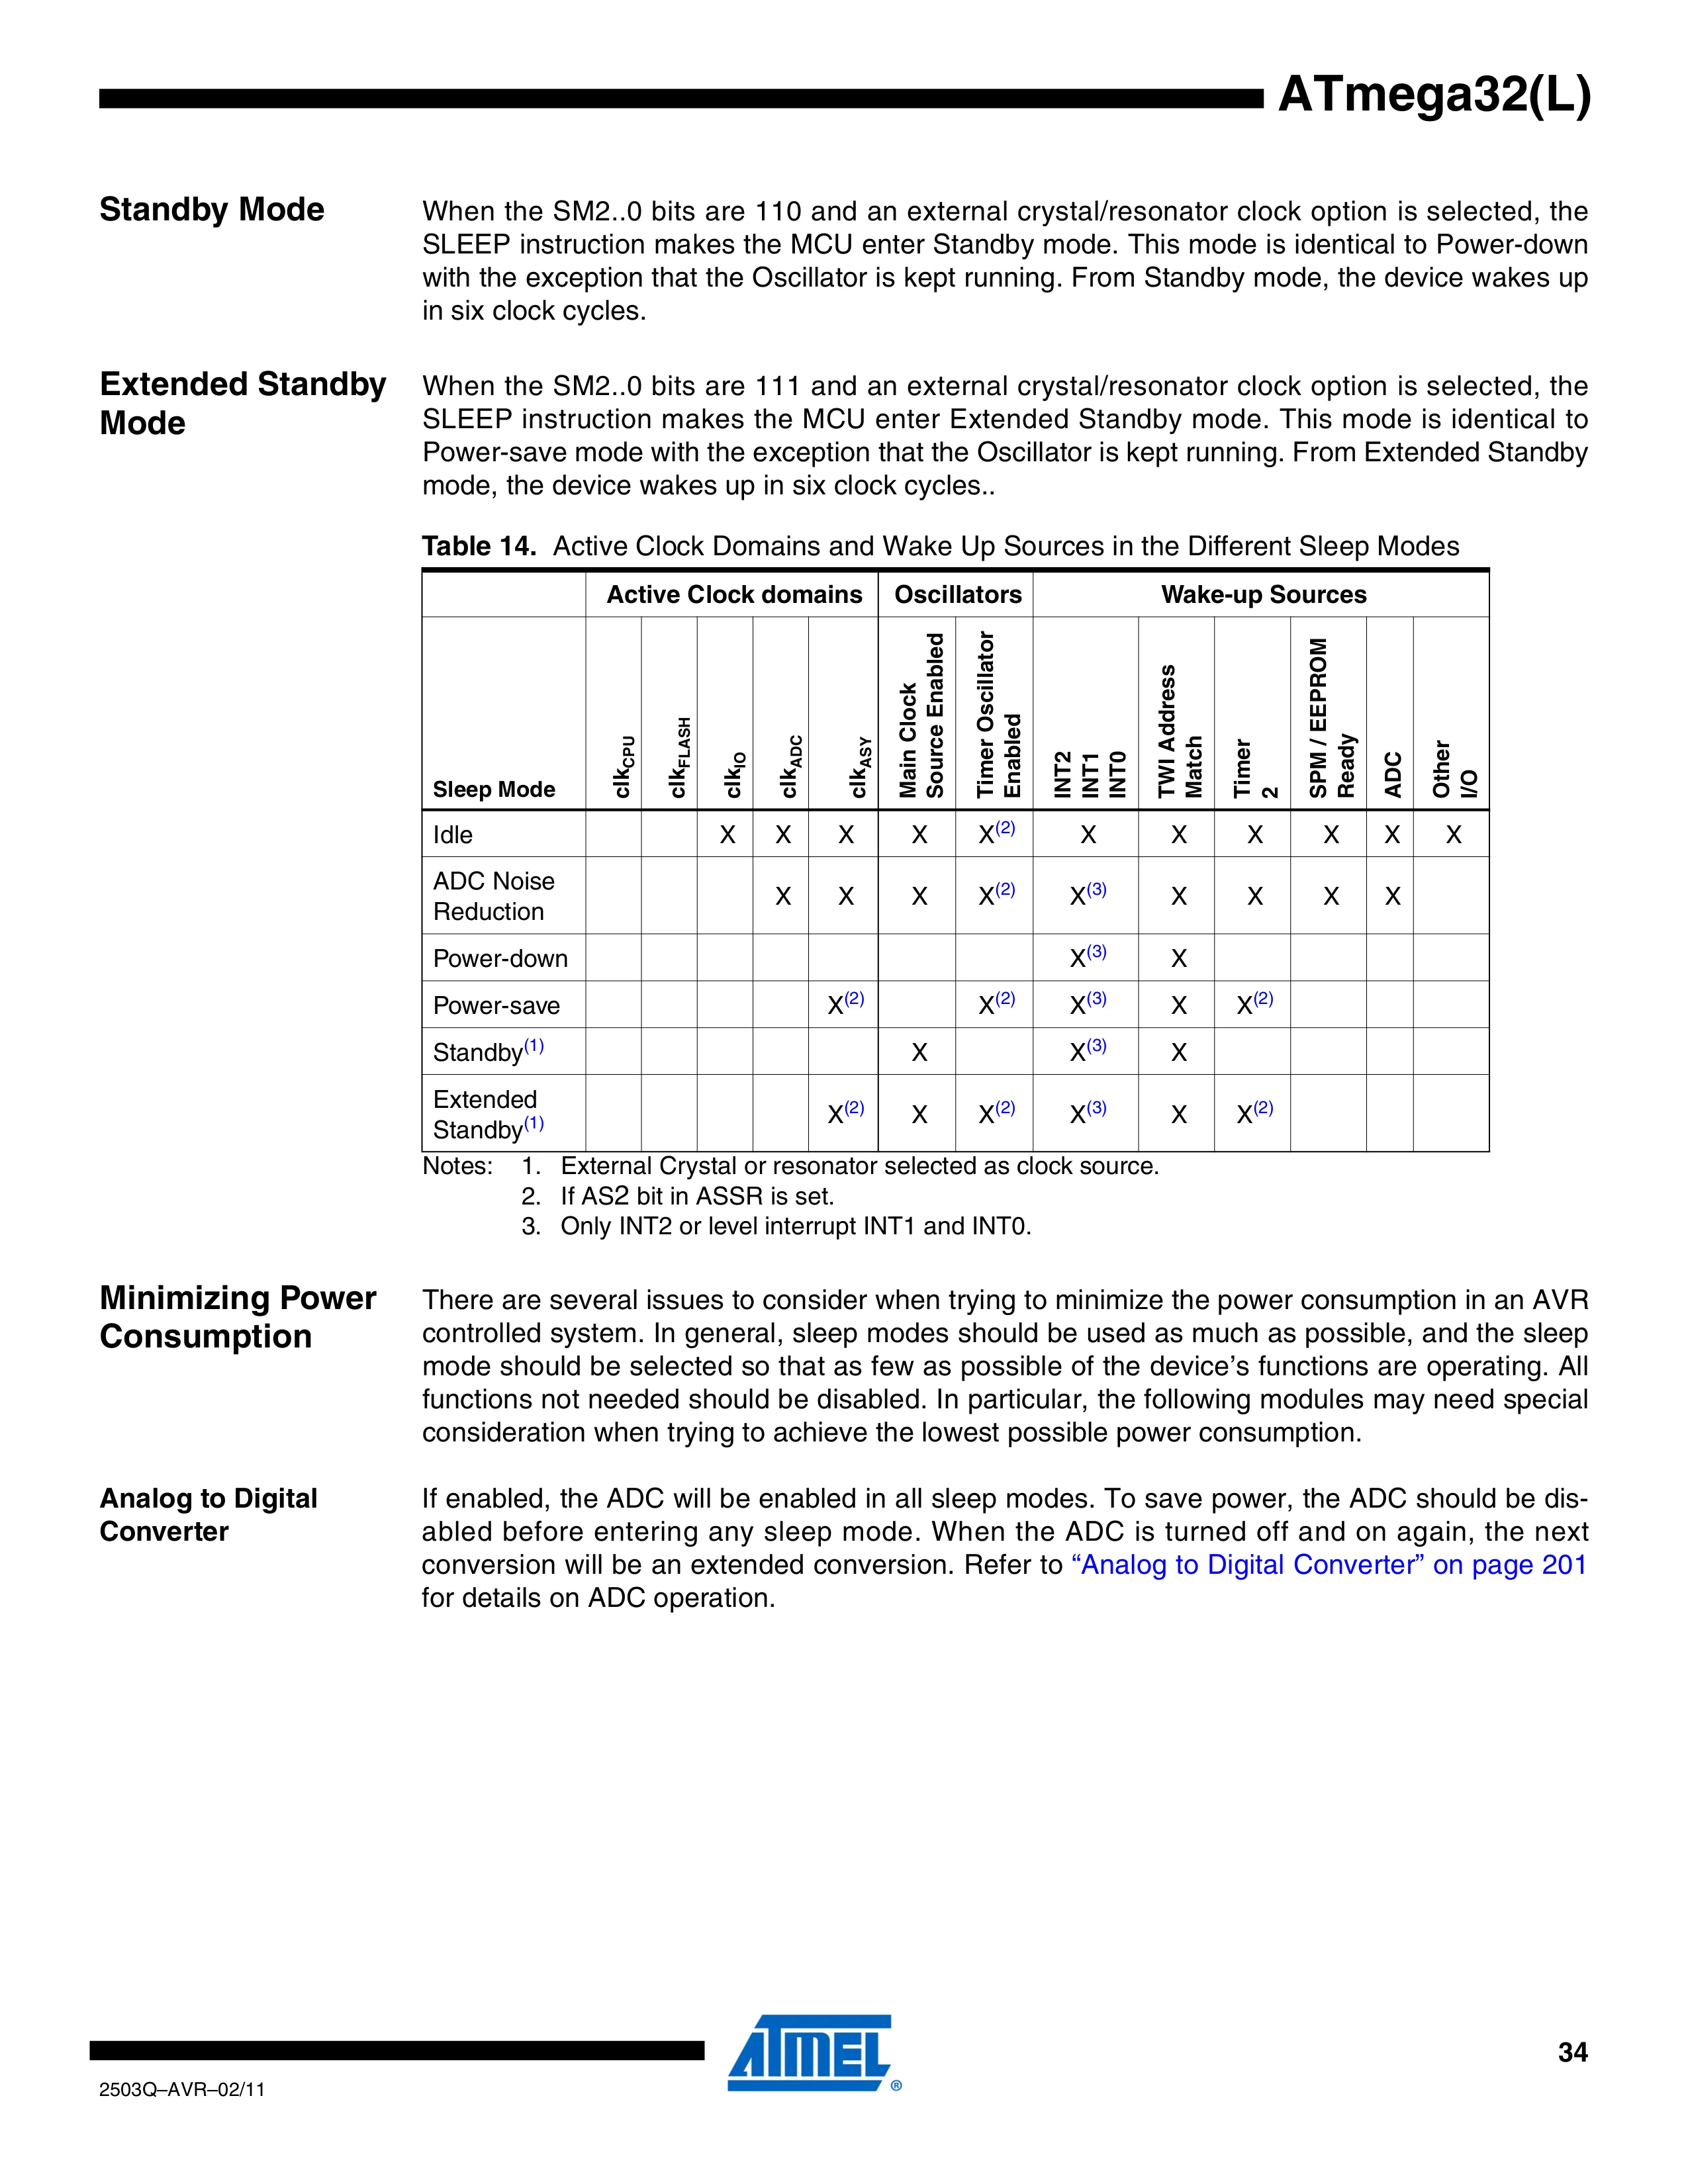 ATmega32(L)
Standby Mode
When the SM2..0 bits are 110 and an external crystal/resonator clock option is selected, the
SLEEP instruction makes the MCU enter Standby mode. This mode is identical to Power-down
with the exception that the Oscillator is kept running. From Standby mode, the device wakes up
in six clock cycles.
Extended Standby
Mode
When the SM2..0 bits are 111 and an external crystal/resonator clock option is selected, the
SLEEP instruction makes the MCU enter Extended Standby mode. This mode is identical to
Power-save mode with the exception that the Oscillator is kept running. From Extended Standby
mode, the device wakes up in six clock cycles..
Table 14. Active Clock Domains and Wake Up Sources in the Different Sleep Modes
Active Clock domains Oscillators Wake-up Sources
Sleep Mode
clkCPU
clkFLASH
clkIO
clkADC
clkASY
Main Clock
Source Enabled
Timer Oscillator
Enabled
INT2
INT1
INT0
TWI Address
Match
Timer
2
SPM / EEPROM
Ready
ADC
Other
I/O
Idle X X X X X(2) X X X X X X
ADC Noise
Reduction X X X X(2) X(3) X X X X
Power-down X(3) X
Power-save X(2) X(2) X(3) X X(2)
Standby(1) X X(3) X
Extended
Standby(1) X(2) X X(2) X(3) X X(2)
Notes: 1. External Crystal or resonator selected as clock source.
2. If AS2 bit in ASSR is set.
3. Only INT2 or level interrupt INT1 and INT0.
Minimizing Power
Consumption
There are several issues to consider when trying to minimize the power consumption in an AVR
controlled system. In general, sleep modes should be used as much as possible, and the sleep
mode should be selected so that as few as possible of the device’s functions are operating. All
functions not needed should be disabled. In particular, the following modules may need special
consideration when trying to achieve the lowest possible power consumption.
Analog to Digital
Converter
If enabled, the ADC will be enabled in all sleep modes. To save power, the ADC should be dis-
abled before entering any sleep mode. When the ADC is turned off and on again, the next
conversion will be an extended conversion. Refer to “Analog to Digital Converter” on page 201
for details on ADC operation.
ATMEL ®
34
2503Q–AVR–02/11